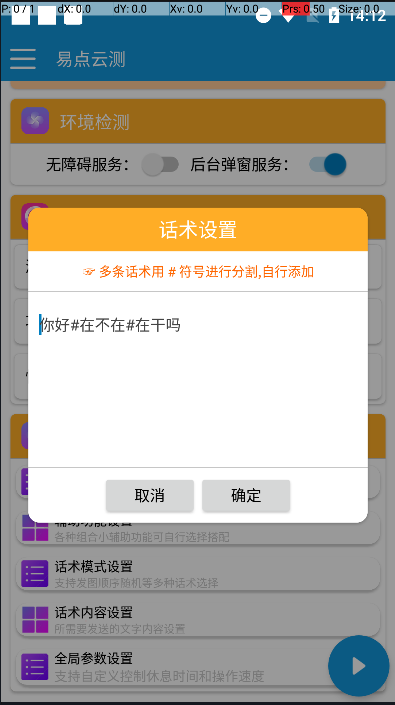 P: 0 / 1 dX: 0.0 dY: 0.0 Xv: 0.0 Yv: 0.0 Prs: 0.50 Size: 0.0
14:12
易点云测
环境检测
无障碍服务: 后台弹窗服务:
话术设置
☞ 多条话术用 # 符号进行分割,自行添加
你好#在不在#在干吗
取消 确定
辅助功能设置
各种组合小辅助功能可自行选择搭配
话术模式设置
支持发图顺序随机等多种话术选择
话术内容设置
所需要发送的文字内容设置
全局参数设置
支持自定义控制休息时间和操作速度